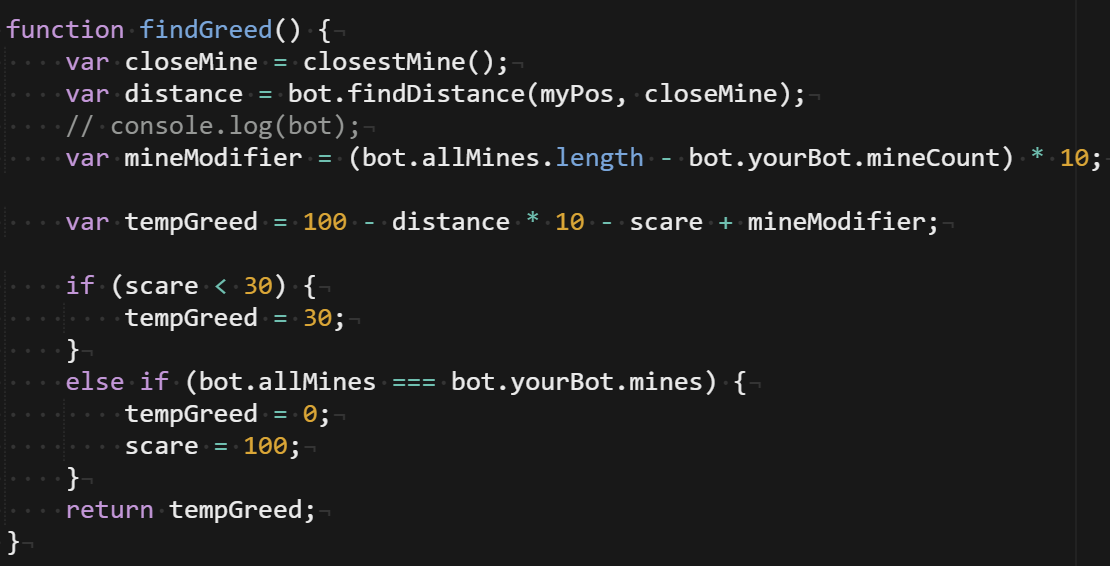 function findGreed() {
    var closeMine = closestMine();
    var distance = bot.findDistance(myPos, closeMine);
    // console.log(bot);
    var mineModifier = (bot.allMines.length - bot.yourBot.mineCount) * 10;

    var tempGreed = 100 - distance * 10 - scare + mineModifier;

    if (scare < 30) {
        tempGreed = 30;
    }
    else if (bot.allMines === bot.yourBot.mines) {
        tempGreed = 0;
        scare = 100;
    }
    return tempGreed;
}